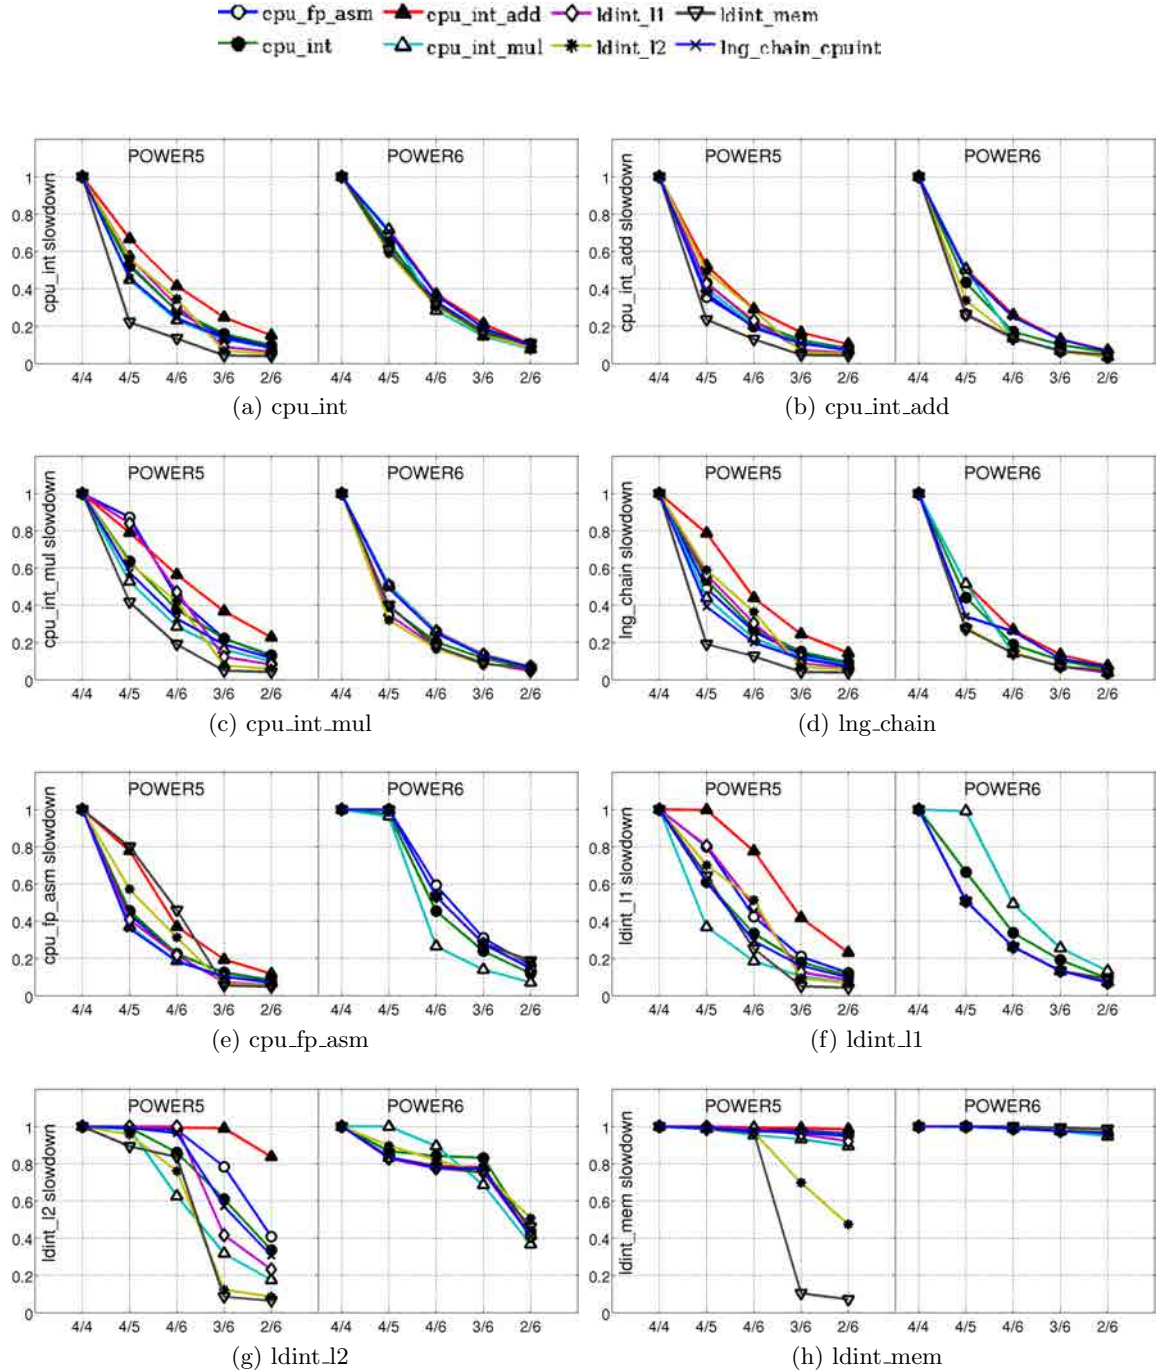 cpu_fp_asm cpu_int_add ldint_l1 ldint_mem
cpu_int cpu_int_mul ldint_l2 lng_chain_cpuint
cpu_int slowdown
POWER5 POWER6
1
0.8
0.6
0.4
0.2
0
4/4 4/5 4/6 3/6 2/6 4/4 4/5 4/6 3/6 2/6
(a) cpu_int
cpu_int_add slowdown
POWER5 POWER6
1
0.8
0.6
0.4
0.2
0
4/4 4/5 4/6 3/6 2/6 4/4 4/5 4/6 3/6 2/6
(b) cpu_int_add
cpu_int_mul slowdown
POWER5 POWER6
1
0.8
0.6
0.4
0.2
0
4/4 4/5 4/6 3/6 2/6 4/4 4/5 4/6 3/6 2/6
(c) cpu_int_mul
lng_chain slowdown
POWER5 POWER6
1
0.8
0.6
0.4
0.2
0
4/4 4/5 4/6 3/6 2/6 4/4 4/5 4/6 3/6 2/6
(d) lng_chain
cpu_fp_asm slowdown
POWER5 POWER6
1
0.8
0.6
0.4
0.2
0
4/4 4/5 4/6 3/6 2/6 4/4 4/5 4/6 3/6 2/6
(e) cpu_fp_asm
ldint_l1 slowdown
POWER5 POWER6
1
0.8
0.6
0.4
0.2
0
4/4 4/5 4/6 3/6 2/6 4/4 4/5 4/6 3/6 2/6
(f) ldint_l1
ldint_l2 slowdown
POWER5 POWER6
1
0.8
0.6
0.4
0.2
0
4/4 4/5 4/6 3/6 2/6 4/4 4/5 4/6 3/6 2/6
(g) ldint_l2
ldint_mem slowdown
POWER5 POWER6
1
0.8
0.6
0.4
0.2
0
4/4 4/5 4/6 3/6 2/6 4/4 4/5 4/6 3/6 2/6
(h) ldint_mem